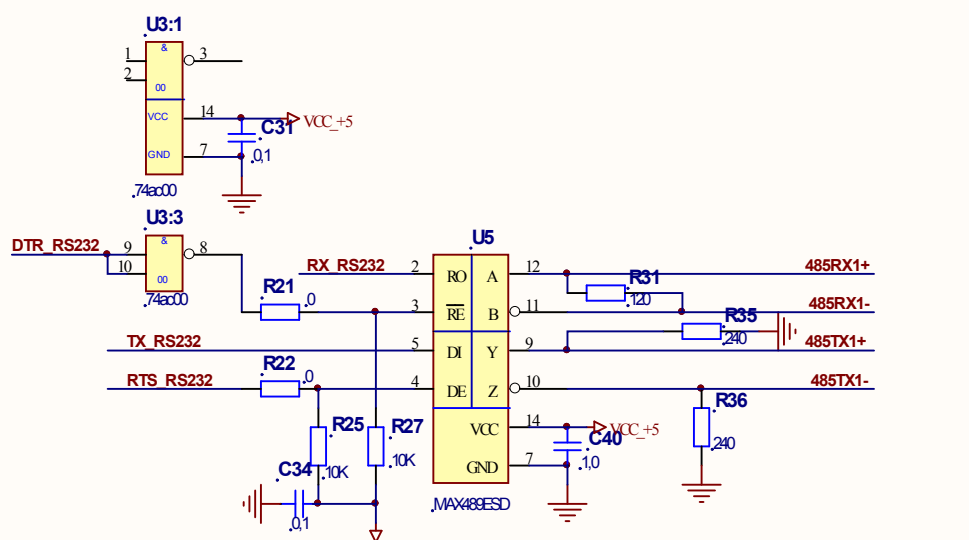 U3:1
1 & 3
2
00
VCC 14 VCC_+5
C31
GND 7 .0,1
.74ac00
U3:3
DTR_RS232 9 & 8
10
00
.74ac00
U5
RX_RS232 2 RO A 12 485RX1+
R21 R31
.0 3 RE B 11 .120 485RX1-
R35
TX_RS232 5 DI Y 9 .240 485TX1+
R22
RTS_RS232 .0 4 DE Z 10 485TX1-
R36
R25 R27 VCC 14 VCC_+5
C40
.240
.10K .10K GND 7 .1,0
C34
.0,1
.MAX489ESD